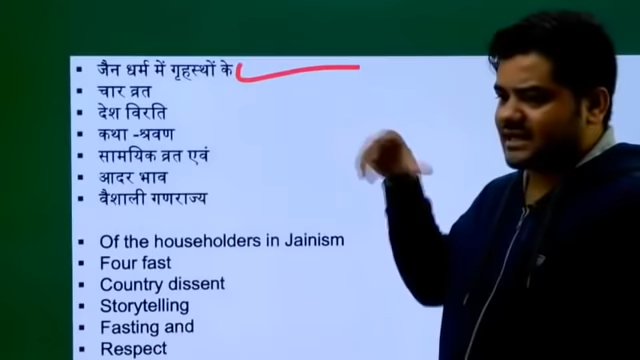 ▪ जैन धर्म में गृहस्थों के
▪ चार व्रत
▪ देश विरति
▪ कथा -श्रवण
▪ सामयिक व्रत एवं
▪ आदर भाव
▪ वैशाली गणराज्य
▪ Of the householders in Jainism
▪ Four fast
▪ Country dissent
▪ Storytelling
▪ Fasting and
▪ Respect